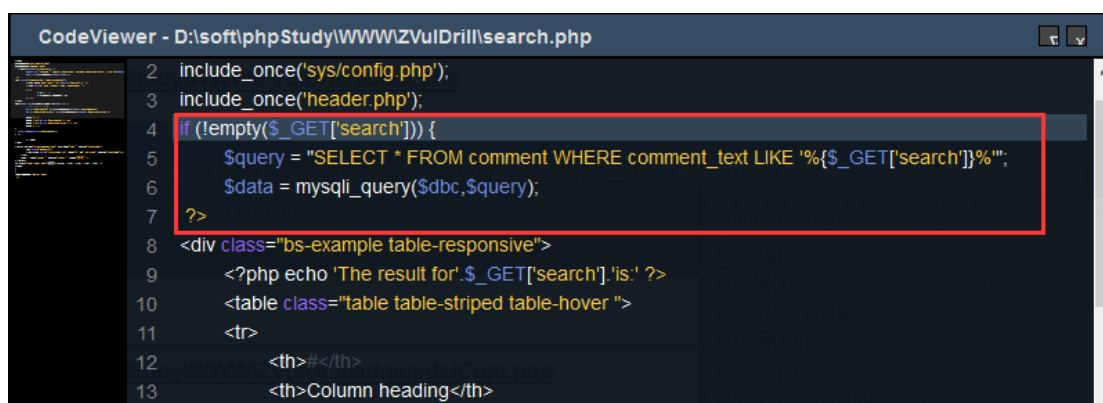 CodeViewer - D:\soft\phpStudy\WWW\ZVulDrill\search.php
2 include_once('sys/config.php');
3 include_once('header.php');
4 if (!empty($_GET['search'])) {
5 $query = "SELECT * FROM comment WHERE comment_text LIKE '%{$_GET['search']}%'";
6 $data = mysqli_query($dbc,$query);
7 ?>
8 <div class="bs-example table-responsive">
9 <?php echo 'The result for'.$_GET['search'].'is:' ?>
10 <table class="table table-striped table-hover ">
11 <tr>
12 <th>#</th>
13 <th>Column heading</th>